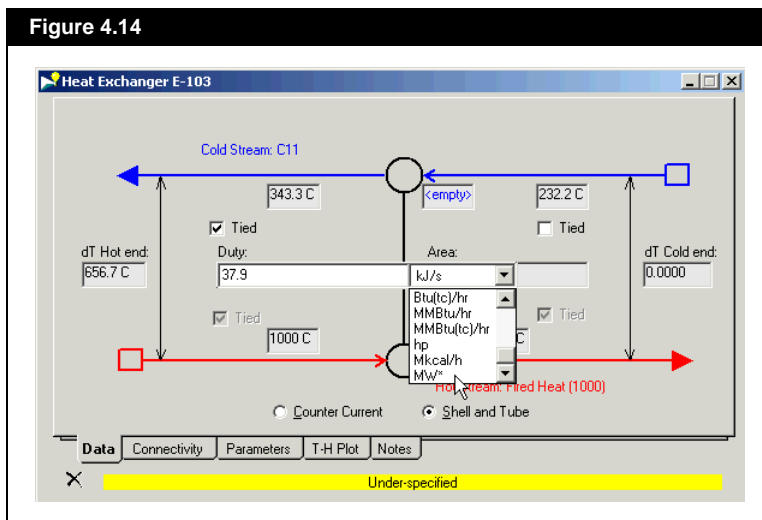 Figure 4.14
Heat Exchanger E-103
Cold Stream: C11
343.3 C <empty> 232.2 C
Tied Tied
dT Hot end: Duty: Area: dT Cold end:
656.7 C 37.9 kJ/s 0.0000
Btu(tc)/hr
MMBtu/hr
Tied MMBtu(tc)/hr Tied
1000 C hp C
Mkcal/h
MW*
Stream: Fired Heat (1000)
Counter Current Shell and Tube
Data Connectivity Parameters T-H Plot Notes
Under-specified